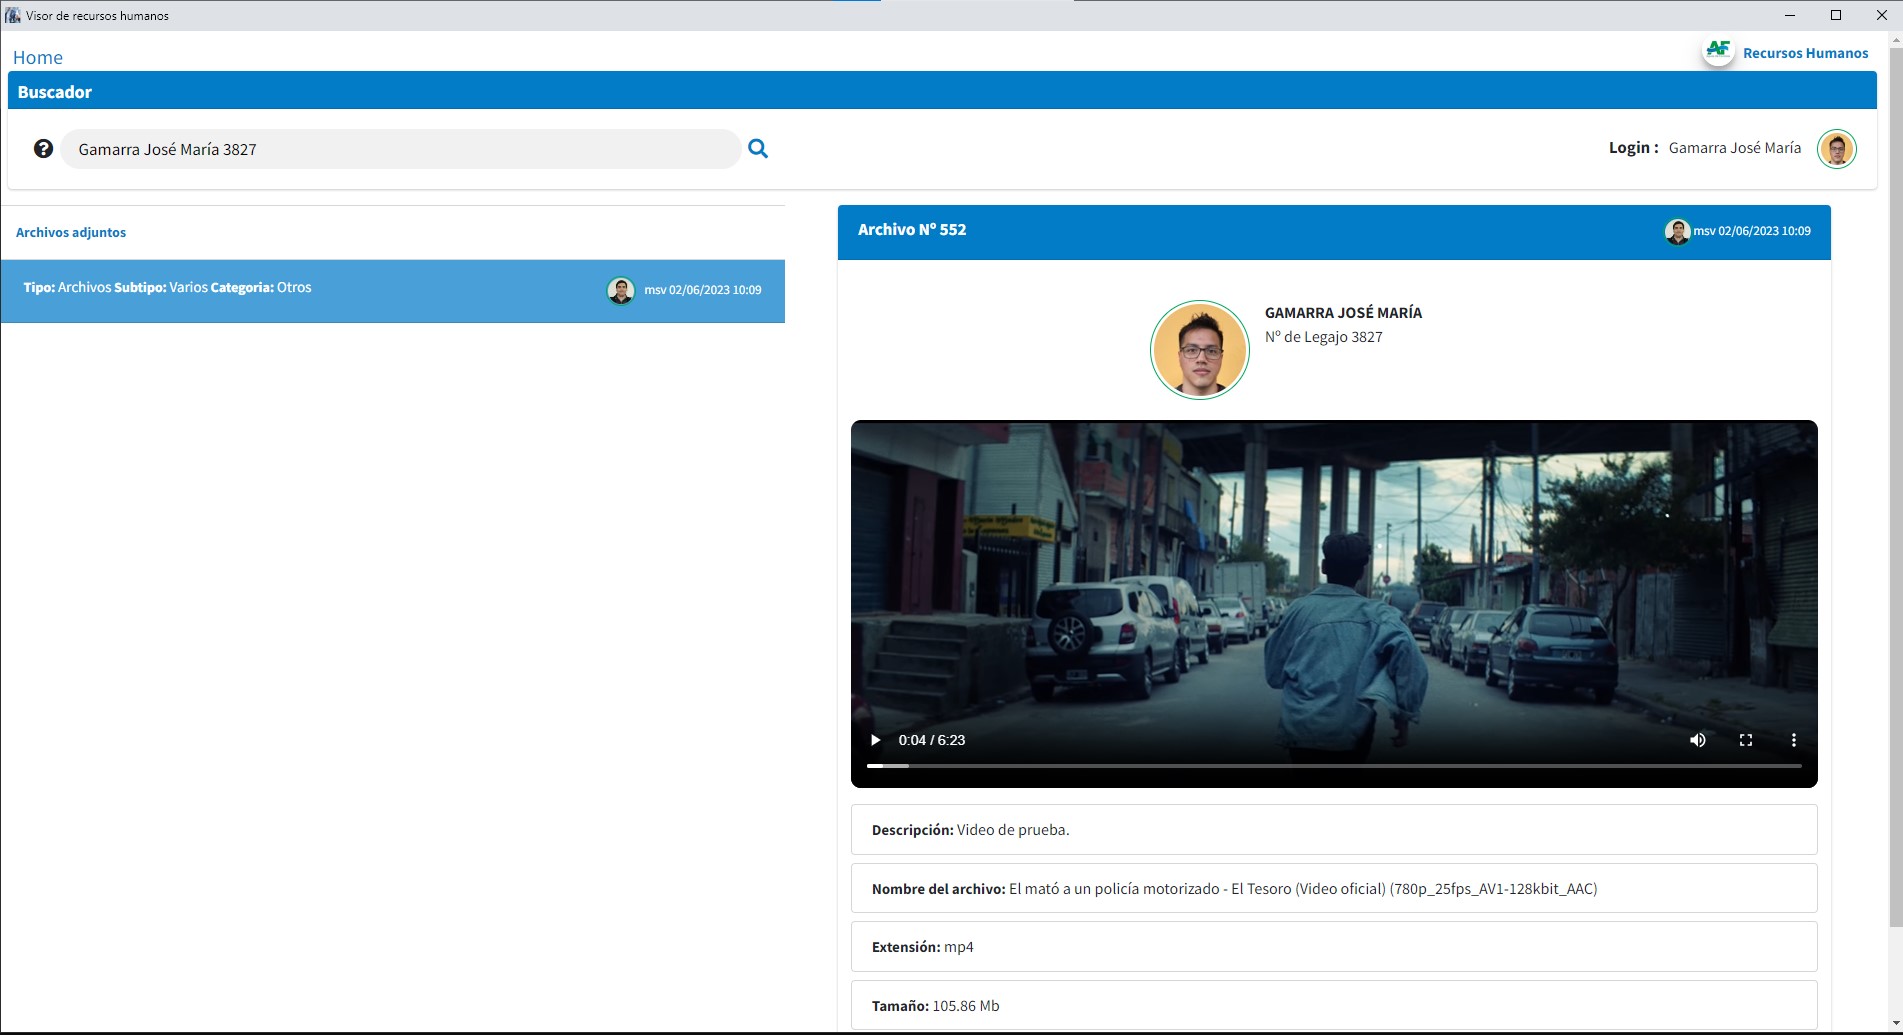 Visor de recursos humanos
Home
AF Recursos Humanos
Buscador
Gamarra José María 3827
Login : Gamarra José María
Archivos adjuntos
Tipo: Archivos Subtipo: Varios Categoria: Otros
msv 02/06/2023 10:09
Archivo Nº 552
msv 02/06/2023 10:09
GAMARRA JOSÉ MARÍA
Nº de Legajo 3827
0:04 / 6:23
Descripción: Video de prueba.
Nombre del archivo: El mató a un policía motorizado - El Tesoro (Video oficial) (780p_25fps_AV1-128kbit_AAC)
Extensión: mp4
Tamaño: 105.86 Mb